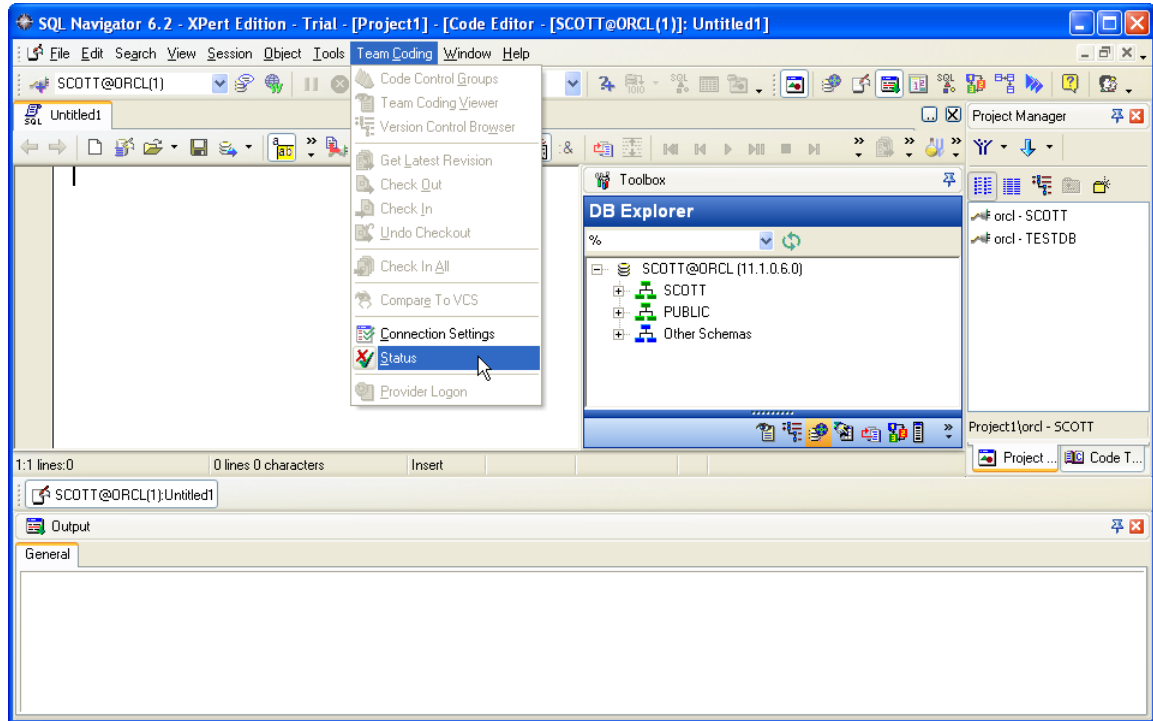 SQL Navigator 6.2 - XPert Edition - Trial - [Project1] - [Code Editor - [SCOTT@ORCL(1)]: Untitled1]
File Edit Search View Session Object Tools Team Coding Window Help
SCOTT@ORCL(1)
Untitled1
Code Control Groups
Team Coding Viewer
Version Control Browser
Get Latest Revision
Check Out
Check In
Undo Checkout
Check In All
Compare To VCS
Connection Settings
Status
Provider Logon
Toolbox
DB Explorer
%
SCOTT@ORCL (11.1.0.6.0)
SCOTT
PUBLIC
Other Schemas
Project Manager
orcl - SCOTT
orcl - TESTDB
Project1\orcl - SCOTT
Project ... Code T...
1:1 lines:0 0 lines 0 characters Insert
SCOTT@ORCL(1):Untitled1
Output
General